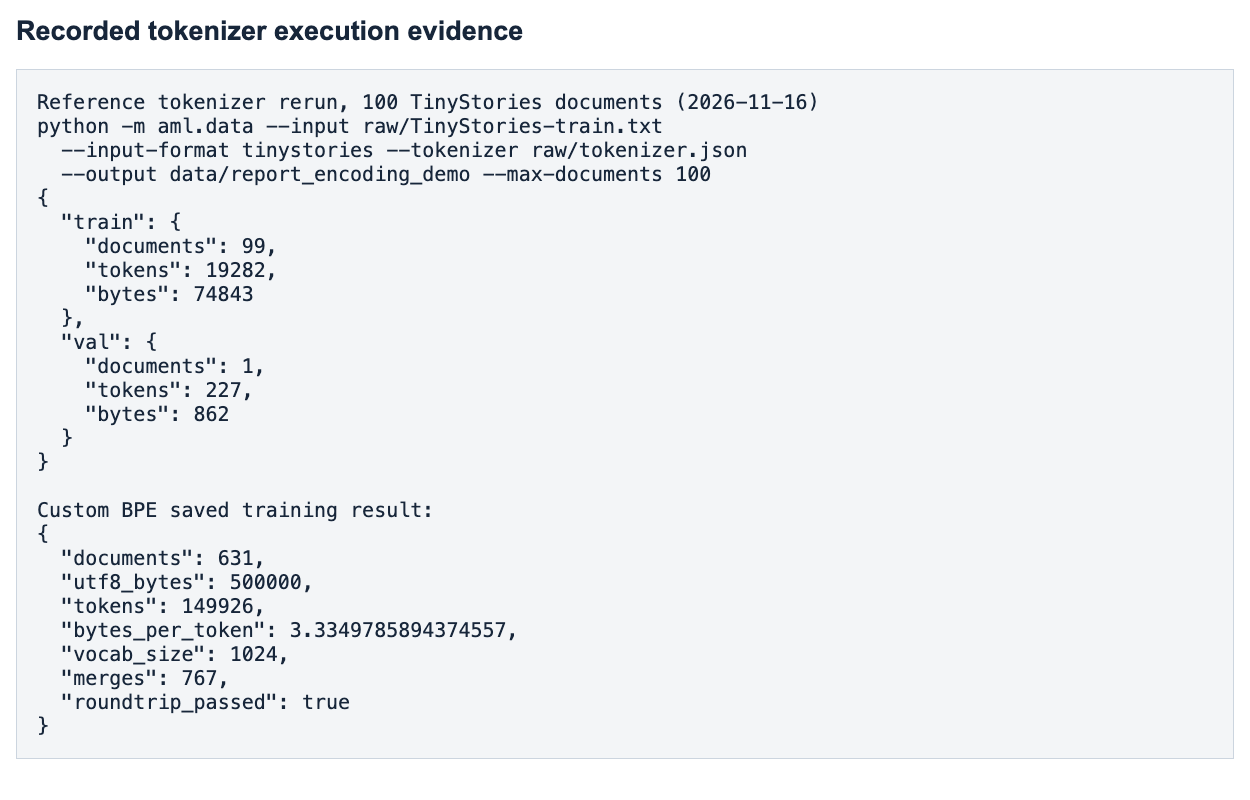 Recorded tokenizer execution evidence
Reference tokenizer rerun, 100 TinyStories documents (2026-11-16)
python -m aml.data --input raw/TinyStories-train.txt
  --input-format tinystories --tokenizer raw/tokenizer.json
  --output data/report_encoding_demo --max-documents 100
{
  "train": {
    "documents": 99,
    "tokens": 19282,
    "bytes": 74843
  },
  "val": {
    "documents": 1,
    "tokens": 227,
    "bytes": 862
  }
}

Custom BPE saved training result:
{
  "documents": 631,
  "utf8_bytes": 500000,
  "tokens": 149926,
  "bytes_per_token": 3.3349785894374557,
  "vocab_size": 1024,
  "merges": 767,
  "roundtrip_passed": true
}